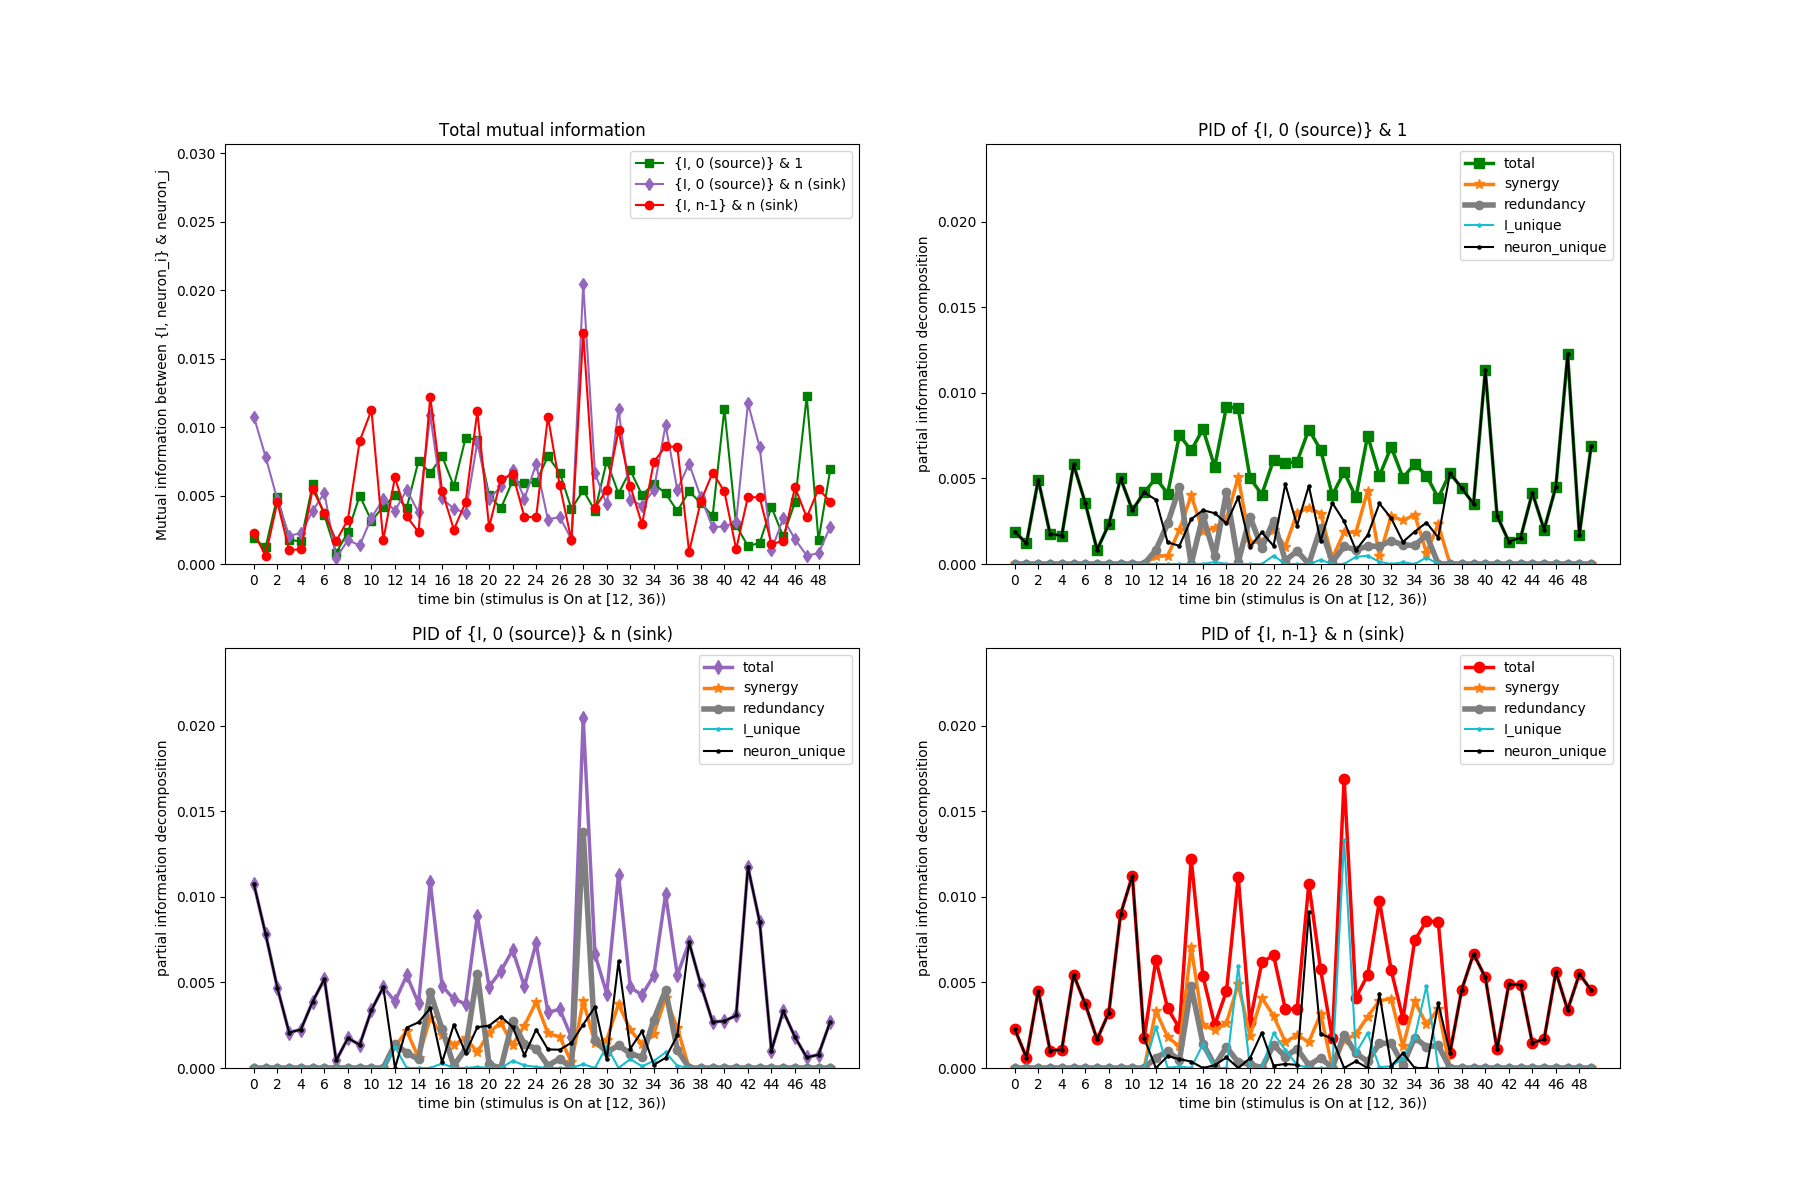 Total mutual information
Mutual information between {I, neuron_i} & neuron_j
0.030
0.025
0.020
0.015
0.010
0.005
0.000
{I, 0 (source)} & 1
{I, 0 (source)} & n (sink)
{I, n-1} & n (sink)
0 2 4 6 8 10 12 14 16 18 20 22 24 26 28 30 32 34 36 38 40 42 44 46 48
time bin (stimulus is On at [12, 36))
PID of {I, 0 (source)} & 1
partial information decomposition
0.020
0.015
0.010
0.005
0.000
total
synergy
redundancy
I_unique
neuron_unique
0 2 4 6 8 10 12 14 16 18 20 22 24 26 28 30 32 34 36 38 40 42 44 46 48
time bin (stimulus is On at [12, 36))
PID of {I, 0 (source)} & n (sink)
partial information decomposition
0.020
0.015
0.010
0.005
0.000
total
synergy
redundancy
I_unique
neuron_unique
0 2 4 6 8 10 12 14 16 18 20 22 24 26 28 30 32 34 36 38 40 42 44 46 48
time bin (stimulus is On at [12, 36))
PID of {I, n-1} & n (sink)
partial information decomposition
0.020
0.015
0.010
0.005
0.000
total
synergy
redundancy
I_unique
neuron_unique
0 2 4 6 8 10 12 14 16 18 20 22 24 26 28 30 32 34 36 38 40 42 44 46 48
time bin (stimulus is On at [12, 36))